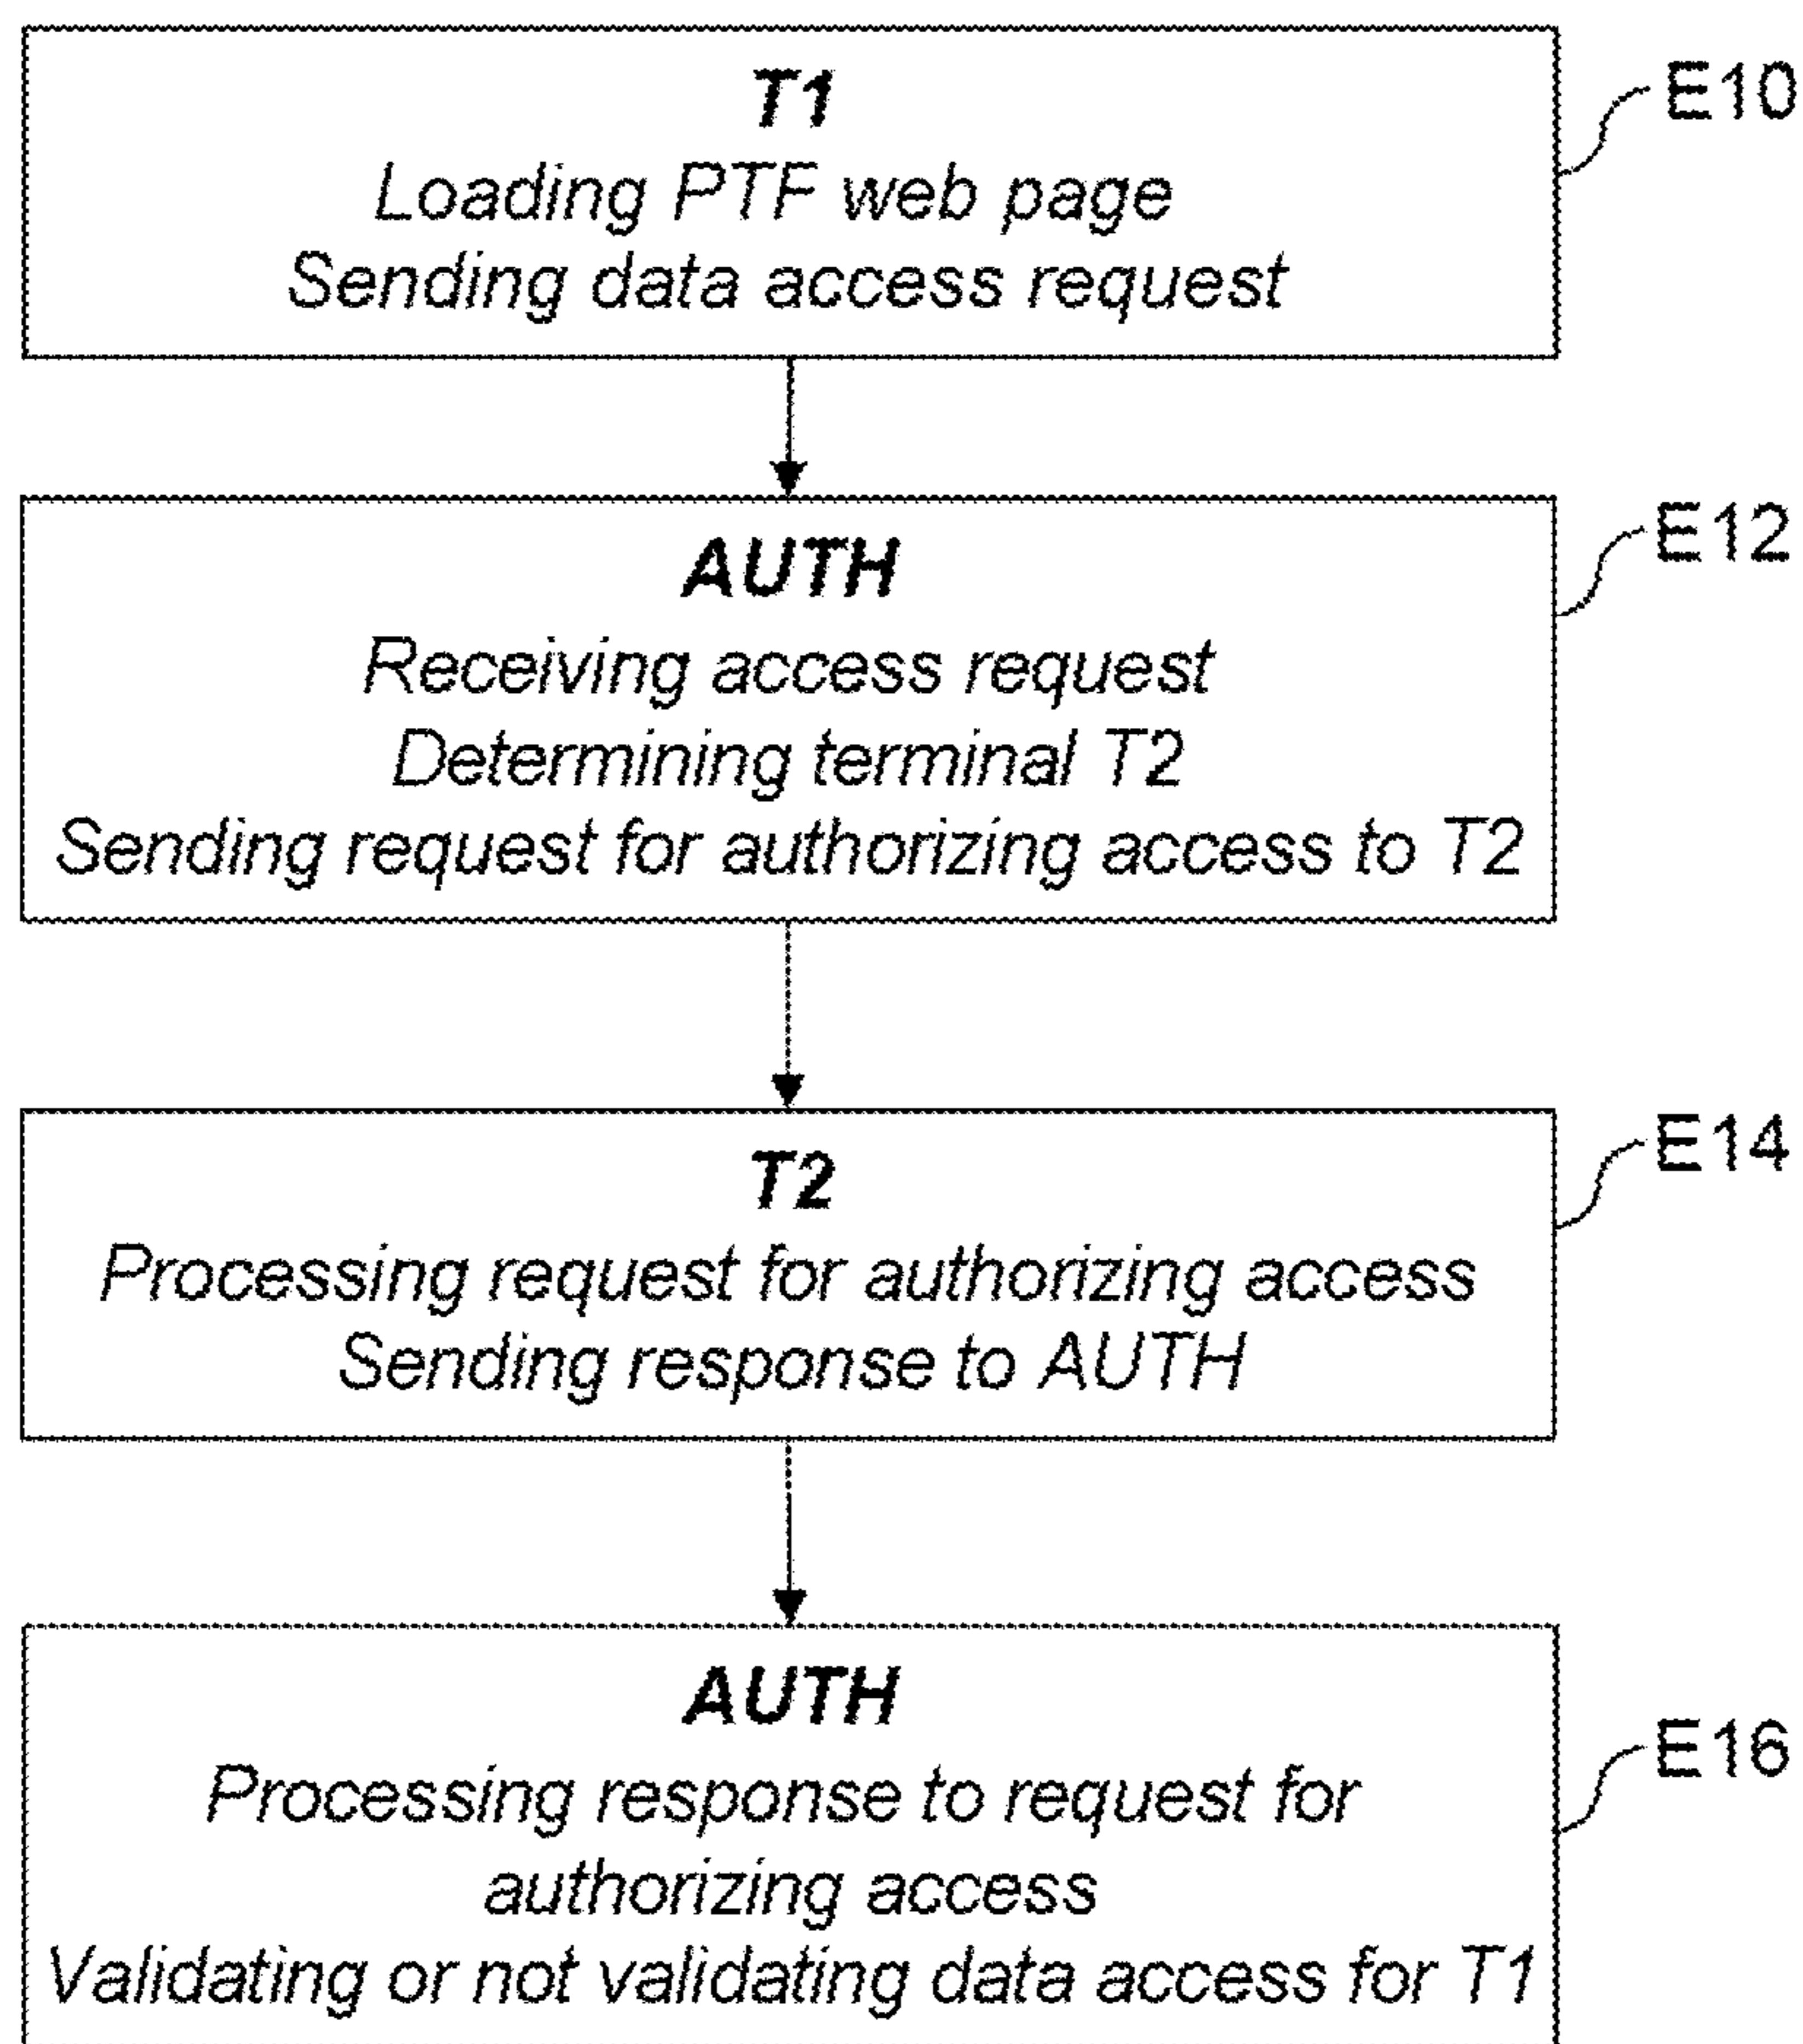 T1
Loading PTF web page
Sending data access request
E10
AUTH
Receiving access request
Determining terminal T2
Sending request for authorizing access to T2
E12
T2
Processing request for authorizing access
Sending response to AUTH
E14
AUTH
Processing response to request for
authorizing access
Validating or not validating data access for T1
E16